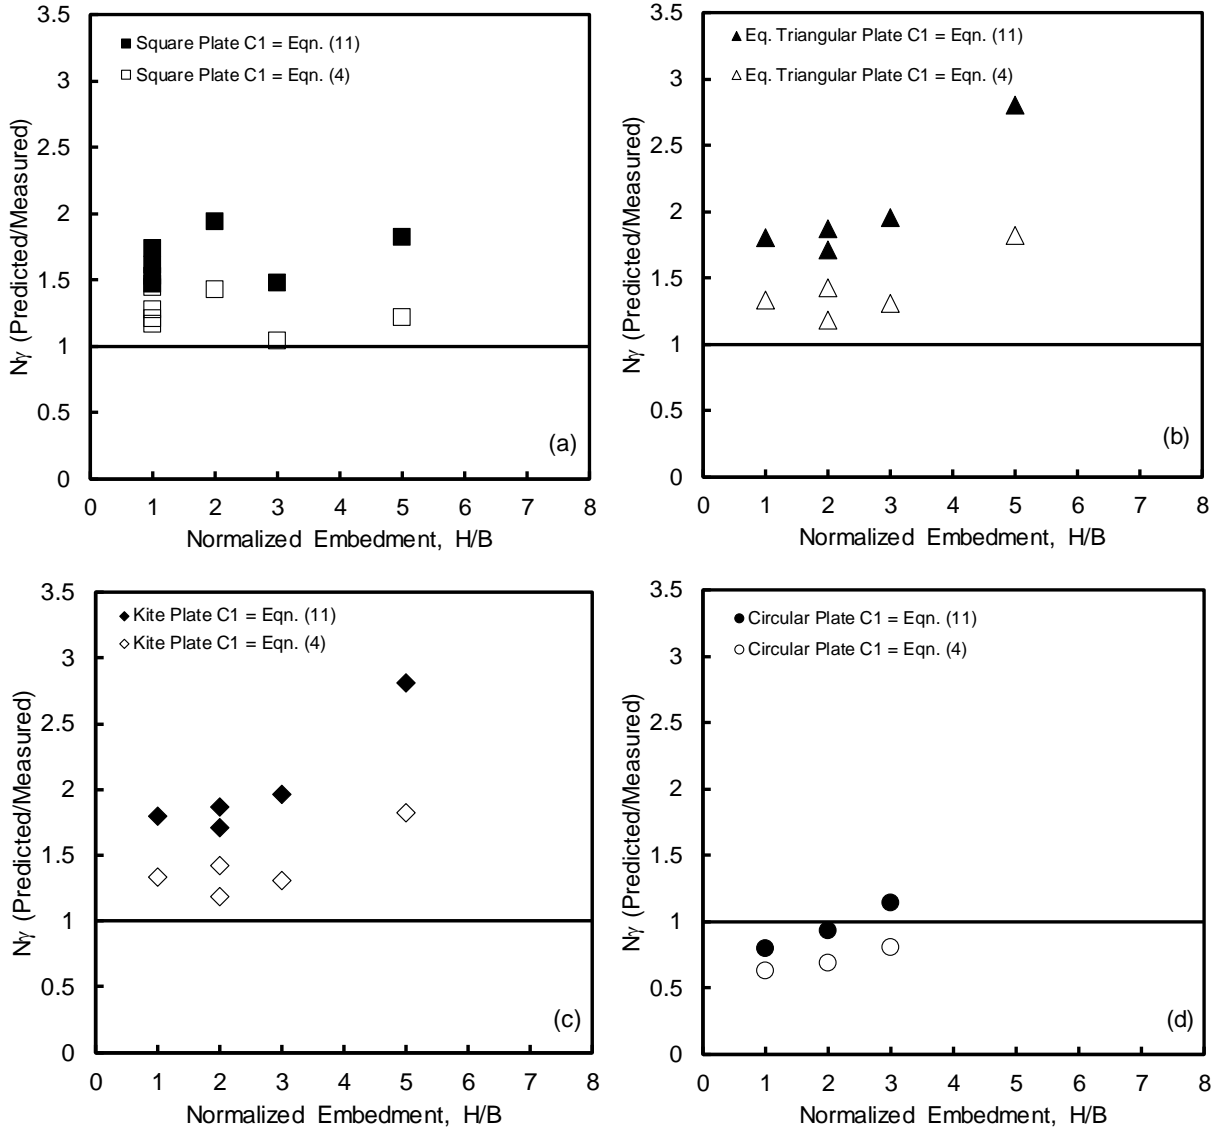 3.5
3
2.5
2
1.5
1
0.5
0
Nγ (Predicted/Measured)
Square Plate C1 = Eqn. (11)
Square Plate C1 = Eqn. (4)
(a)
0 1 2 3 4 5 6 7 8
Normalized Embedment, H/B
3.5
3
2.5
2
1.5
1
0.5
0
Nγ (Predicted/Measured)
Eq. Triangular Plate C1 = Eqn. (11)
Eq. Triangular Plate C1 = Eqn. (4)
(b)
0 1 2 3 4 5 6 7 8
Normalized Embedment, H/B
3.5
3
2.5
2
1.5
1
0.5
0
Nγ (Predicted/Measured)
Kite Plate C1 = Eqn. (11)
Kite Plate C1 = Eqn. (4)
(c)
0 1 2 3 4 5 6 7 8
Normalized Embedment, H/B
3.5
3
2.5
2
1.5
1
0.5
0
Nγ (Predicted/Measured)
Circular Plate C1 = Eqn. (11)
Circular Plate C1 = Eqn. (4)
(d)
0 1 2 3 4 5 6 7 8
Normalized Embedment, H/B